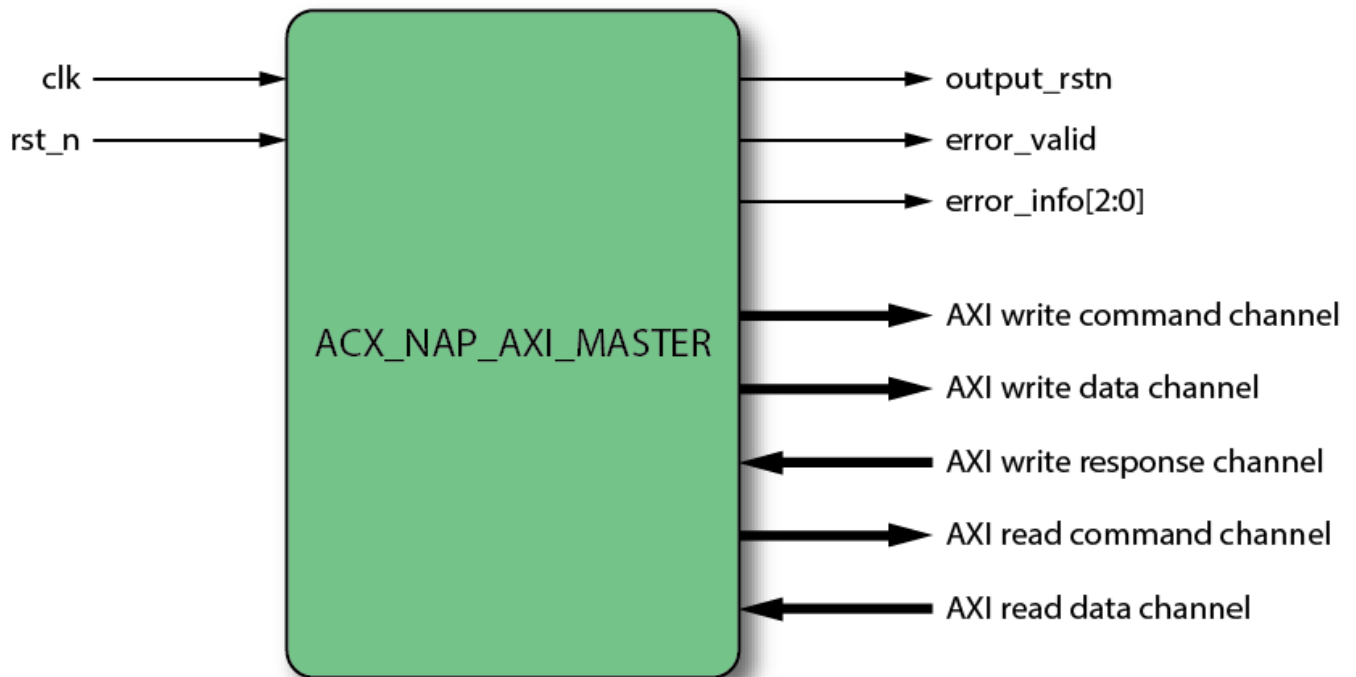 clk
rst_n
output_rstn
error_valid
error_info[2:0]
ACX_NAP_AXI_MASTER
AXI write command channel
AXI write data channel
AXI write response channel
AXI read command channel
AXI read data channel